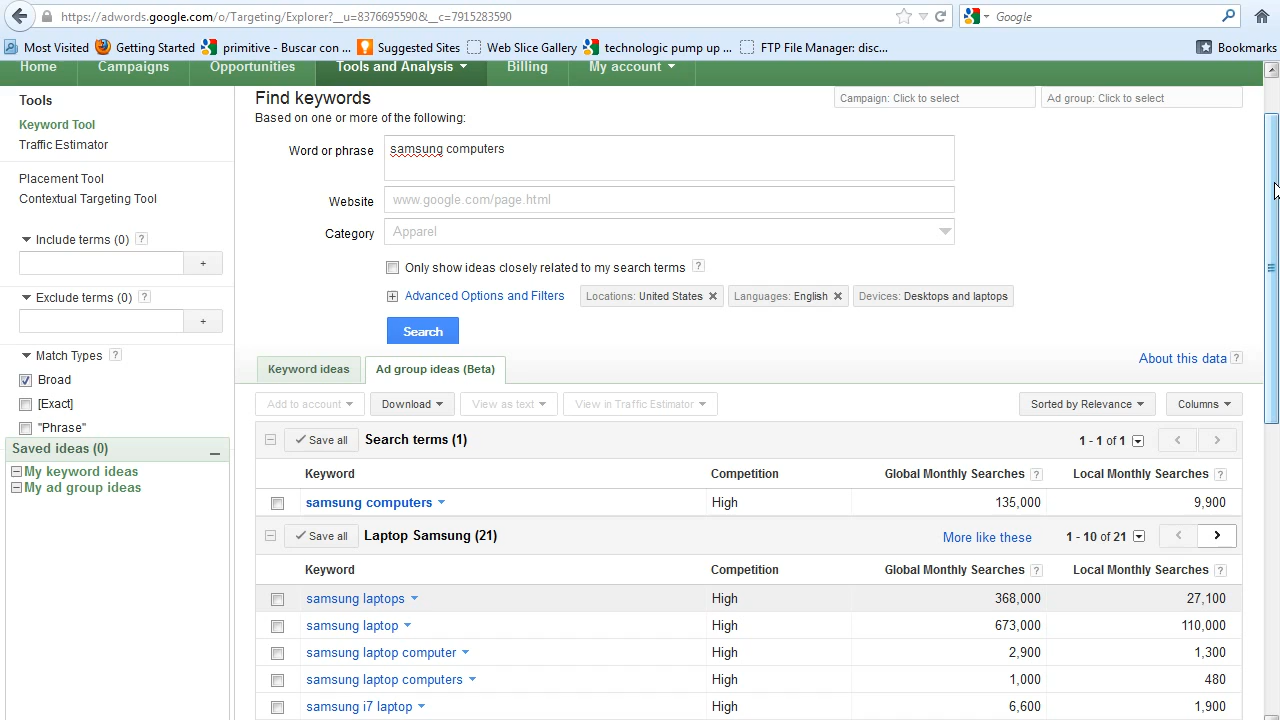 https://adwords.google.com/o/Targeting/Explorer?__u=8376695590&__c=7915283590
Google
Most Visited Getting Started primitive - Buscar con ... Suggested Sites Web Slice Gallery technologic pump up ... FTP File Manager: disc... Bookmarks
Home Campaigns Opportunities Tools and Analysis Billing My account
Tools
Keyword Tool
Traffic Estimator
Placement Tool
Contextual Targeting Tool
Include terms (0) ?
+
Exclude terms (0) ?
+
Match Types ?
Broad
[Exact]
"Phrase"
Saved ideas (0)
My keyword ideas
My ad group ideas
Find keywords
Campaign: Click to select Ad group: Click to select
Based on one or more of the following:
Word or phrase samsung computers
Website www.google.com/page.html
Category Apparel
Only show ideas closely related to my search terms ?
Advanced Options and Filters Locations: United States Languages: English Devices: Desktops and laptops
Search
About this data ?
Keyword ideas Ad group ideas (Beta)
Add to account Download View as text View in Traffic Estimator Sorted by Relevance Columns
Save all Search terms (1) 1 - 1 of 1
Keyword Competition Global Monthly Searches ? Local Monthly Searches ?
samsung computers High 135,000 9,900
Save all Laptop Samsung (21) More like these 1 - 10 of 21
Keyword Competition Global Monthly Searches ? Local Monthly Searches ?
samsung laptops High 368,000 27,100
samsung laptop High 673,000 110,000
samsung laptop computer High 2,900 1,300
samsung laptop computers High 1,000 480
samsung i7 laptop High 6,600 1,900